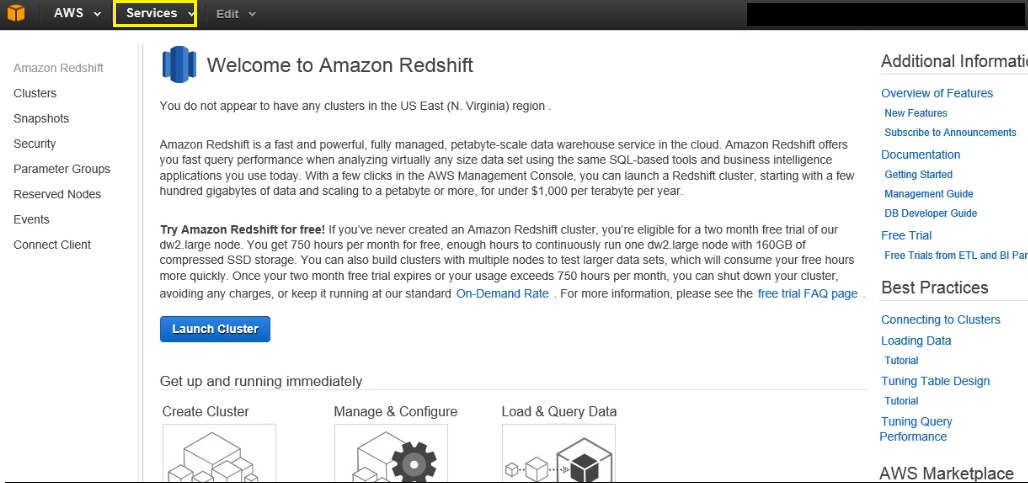 AWS Services Edit
Amazon Redshift
Clusters
Snapshots
Security
Parameter Groups
Reserved Nodes
Events
Connect Client
Welcome to Amazon Redshift
You do not appear to have any clusters in the US East (N. Virginia) region .
Amazon Redshift is a fast and powerful, fully managed, petabyte-scale data warehouse service in the cloud. Amazon Redshift offers
you fast query performance when analyzing virtually any size data set using the same SQL-based tools and business intelligence
applications you use today. With a few clicks in the AWS Management Console, you can launch a Redshift cluster, starting with a few
hundred gigabytes of data and scaling to a petabyte or more, for under $1,000 per terabyte per year.
Try Amazon Redshift for free! If you've never created an Amazon Redshift cluster, you're eligible for a two month free trial of our
dw2.large node. You get 750 hours per month for free, enough hours to continuously run one dw2.large node with 160GB of
compressed SSD storage. You can also build clusters with multiple nodes to test larger data sets, which will consume your free hours
more quickly. Once your two month free trial expires or your usage exceeds 750 hours per month, you can shut down your cluster,
avoiding any charges, or keep it running at our standard On-Demand Rate . For more information, please see the free trial FAQ page .
Launch Cluster
Get up and running immediately
Create Cluster
Manage & Configure
Load & Query Data
Additional Informati
Overview of Features
New Features
Subscribe to Announcements
Documentation
Getting Started
Management Guide
DB Developer Guide
Free Trial
Free Trials from ETL and BI Par
Best Practices
Connecting to Clusters
Loading Data
Tutorial
Tuning Table Design
Tutorial
Tuning Query
Performance
AWS Marketplace